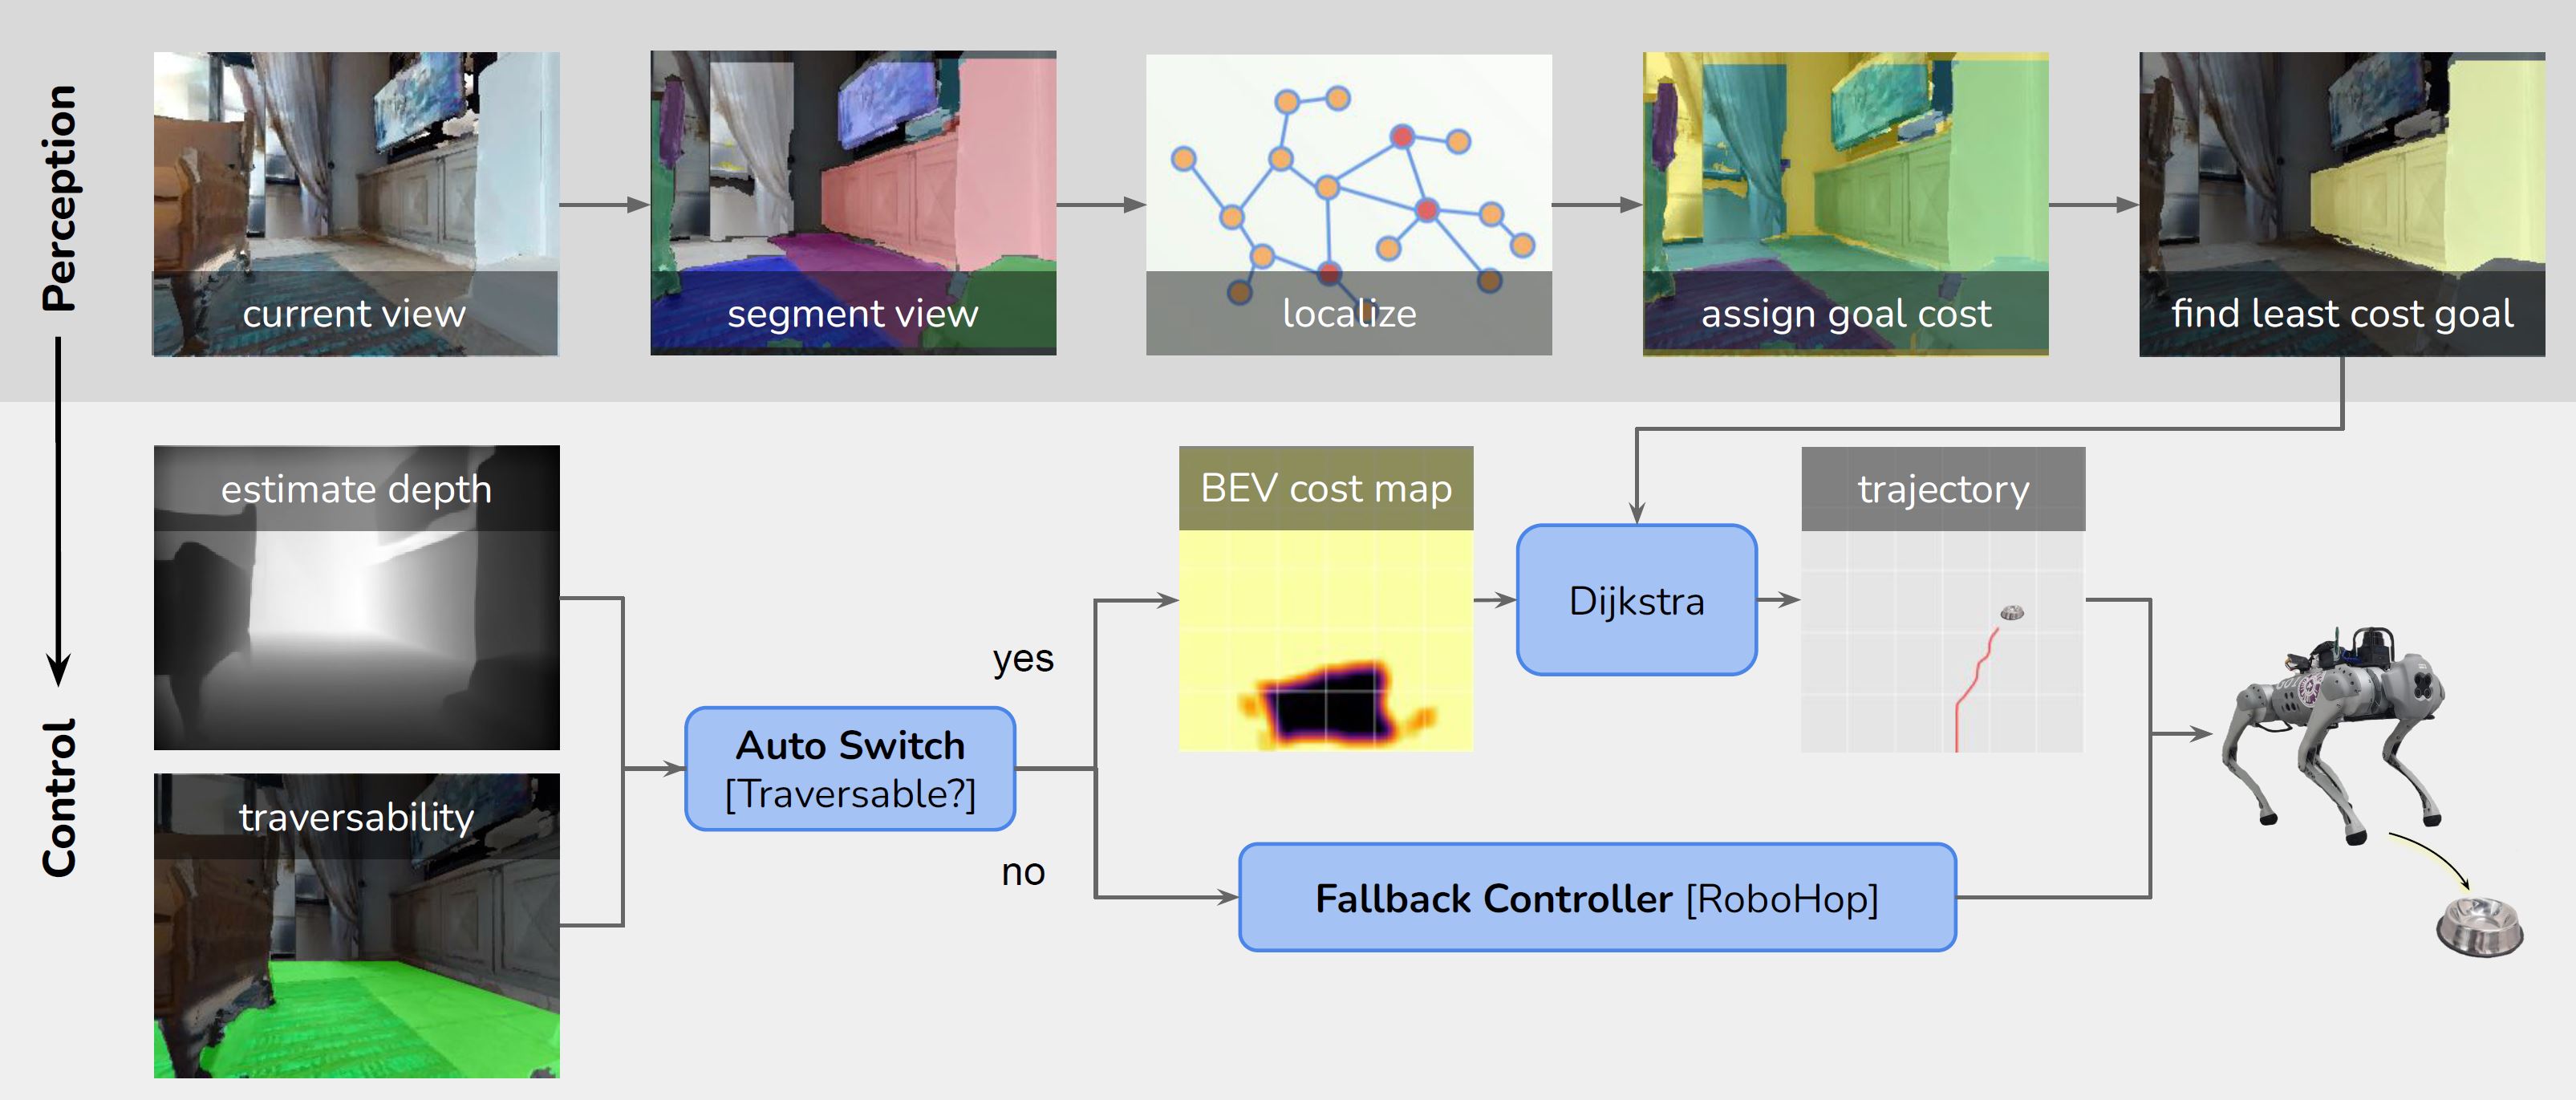 Perception
current view
segment view
localize
assign goal cost
find least cost goal
Control
estimate depth
traversability
Auto Switch
[Traversable?]
yes
no
BEV cost map
Dijkstra
trajectory
Fallback Controller [RoboHop]